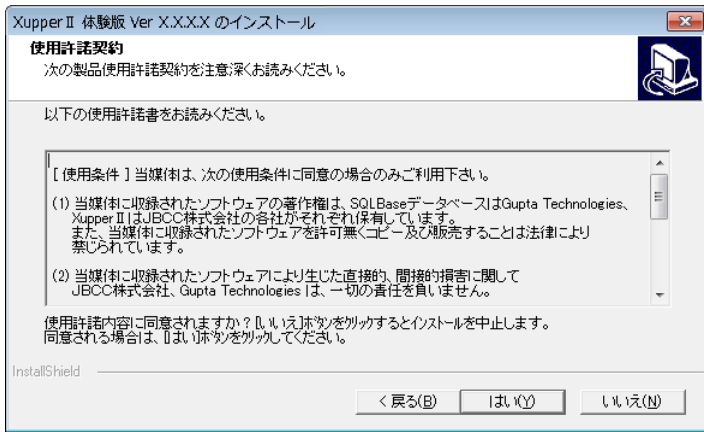 XupperⅡ 体験版 Ver X.X.X.X のインストール
使用許諾契約
次の製品使用許諾契約を注意深くお読みください。
以下の使用許諾書をお読みください。
[ 使用条件 ] 当媒体は、次の使用条件に同意の場合のみご利用下さい。
(1) 当媒体に収録されたソフトウェアの著作権は、SQLBaseデータベースはGupta Technologies、
XupperⅡはJBCC株式会社の各社がそれぞれ保有しています。
また、当媒体に収録されたソフトウェアを許可無くコピー及び販売することは法律により
禁じられています。
(2) 当媒体に収録されたソフトウェアにより生じた直接的、間接的損害に関して
JBCC株式会社、Gupta Technologies は、一切の責任を負いません。
使用許諾内容に同意されますか？[いいえ]ボタンをクリックするとインストールを中止します。
同意される場合は、[はい]ボタンをクリックしてください。
InstallShield
< 戻る(B)
はい(Y)
いいえ(N)